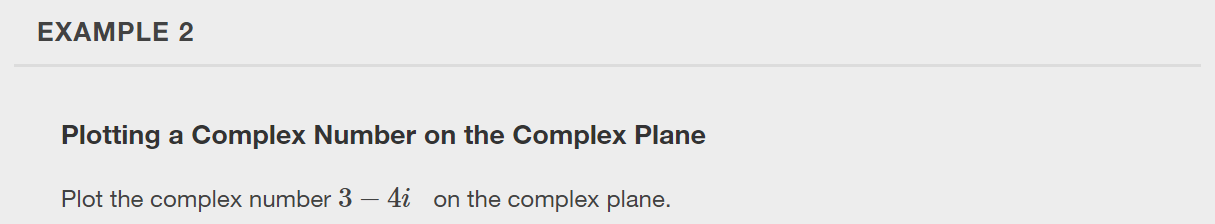 EXAMPLE 2
Plotting a Complex Number on the Complex Plane
Plot the complex number 3 − 4i on the complex plane.